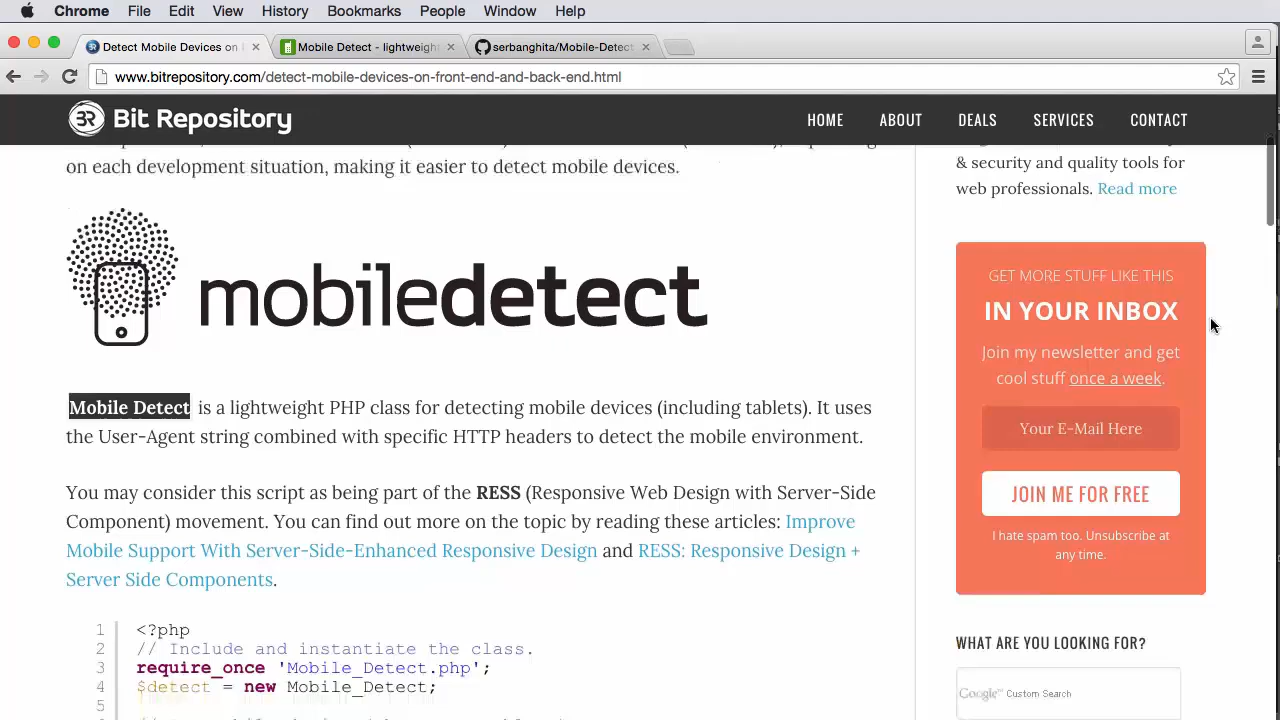 Chrome File Edit View History Bookmarks People Window Help
Detect Mobile Devices on
Mobile Detect - lightweight
serbanghita/Mobile-Detect
www.bitrepository.com/detect-mobile-devices-on-front-end-and-back-end.html
BR Bit Repository
HOME ABOUT DEALS SERVICES CONTACT
on each development situation, making it easier to detect mobile devices.
mobiledetect
Mobile Detect is a lightweight PHP class for detecting mobile devices (including tablets). It uses
the User-Agent string combined with specific HTTP headers to detect the mobile environment.
You may consider this script as being part of the RESS (Responsive Web Design with Server-Side
Component) movement. You can find out more on the topic by reading these articles: Improve
Mobile Support With Server-Side-Enhanced Responsive Design and RESS: Responsive Design +
Server Side Components.
1 <?php
2 // Include and instantiate the class.
3 require_once 'Mobile_Detect.php';
4 $detect = new Mobile_Detect;
5
& security and quality tools for
web professionals. Read more
GET MORE STUFF LIKE THIS
IN YOUR INBOX
Join my newsletter and get
cool stuff once a week.
Your E-Mail Here
JOIN ME FOR FREE
I hate spam too. Unsubscribe at
any time.
WHAT ARE YOU LOOKING FOR?
Google™ Custom Search